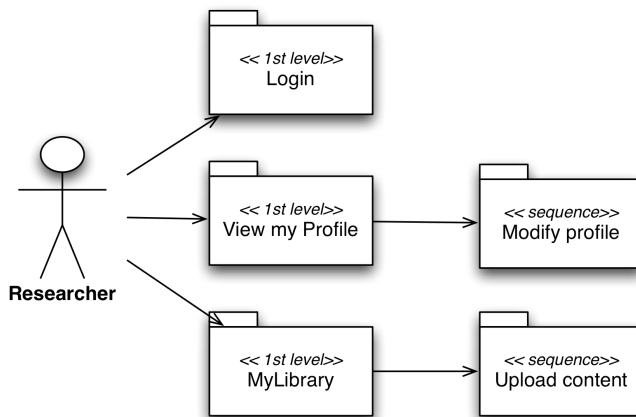 << 1st level>>
Login
<< 1st level>>
View my Profile
<< sequence>>
Modify profile
Researcher
<< 1st level>>
MyLibrary
<< sequence>>
Upload content